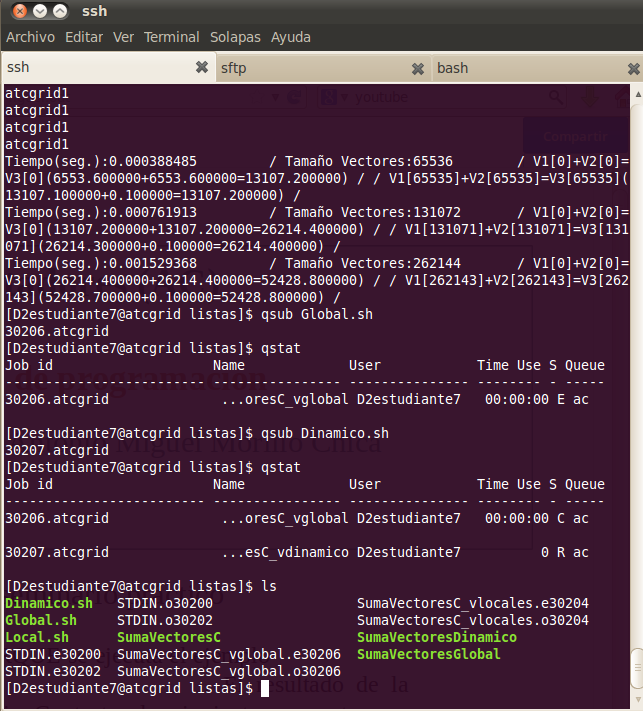 ssh
Archivo Editar Ver Terminal Solapas Ayuda
ssh sftp bash
youtube
Compartir
atcgrid1
atcgrid1
atcgrid1
atcgrid1
Tiempo(seg.):0.000388485 / Tamaño Vectores:65536 / V1[0]+V2[0]=
V3[0](6553.600000+6553.600000=13107.200000) / / V1[65535]+V2[65535]=V3[65535](
13107.100000+0.100000=13107.200000) /
Tiempo(seg.):0.000761913 / Tamaño Vectores:131072 / V1[0]+V2[0]=
V3[0](13107.200000+13107.200000=26214.400000) / / V1[131071]+V2[131071]=V3[131
071](26214.300000+0.100000=26214.400000) /
Tiempo(seg.):0.001529368 / Tamaño Vectores:262144 / V1[0]+V2[0]=
V3[0](26214.400000+26214.400000=52428.800000) / / V1[262143]+V2[262143]=V3[262
143](52428.700000+0.100000=52428.800000) /
[D2estudiante7@atcgrid listas]$ qsub Global.sh
30206.atcgrid
[D2estudiante7@atcgrid listas]$ qstat
Job id Name User Time Use S Queue
------------------------- ---------------- --------------- -------- - -----
30206.atcgrid ...oresC_vglobal D2estudiante7 00:00:00 E ac
[D2estudiante7@atcgrid listas]$ qsub Dinamico.sh
30207.atcgrid
[D2estudiante7@atcgrid listas]$ qstat
Job id Name User Time Use S Queue
------------------------- ---------------- --------------- -------- - -----
30206.atcgrid ...oresC_vglobal D2estudiante7 00:00:00 C ac
30207.atcgrid ...esC_vdinamico D2estudiante7 0 R ac
[D2estudiante7@atcgrid listas]$ ls
Dinamico.sh STDIN.o30200 SumaVectoresC_vlocales.e30204
Global.sh STDIN.o30202 SumaVectoresC_vlocales.o30204
Local.sh SumaVectoresC SumaVectoresDinamico
STDIN.e30200 SumaVectoresC_vglobal.e30206 SumaVectoresGlobal
STDIN.e30202 SumaVectoresC_vglobal.o30206
[D2estudiante7@atcgrid listas]$